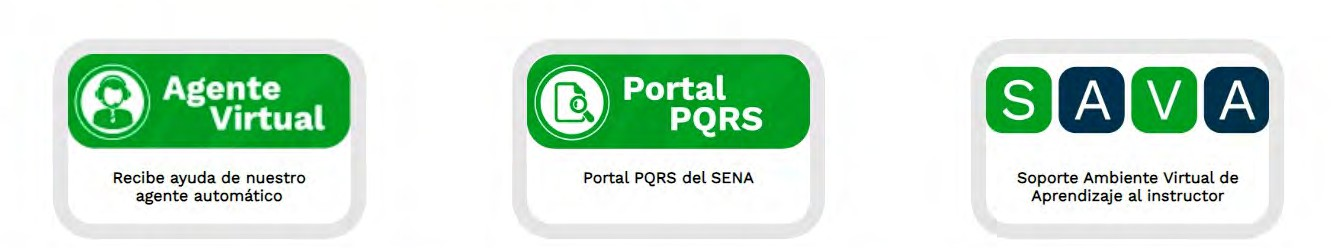 Agente
Virtual
Recibe ayuda de nuestro
agente automático
Portal
PQRS
Portal PQRS del SENA
SAVA
Soporte Ambiente Virtual de
Aprendizaje al instructor